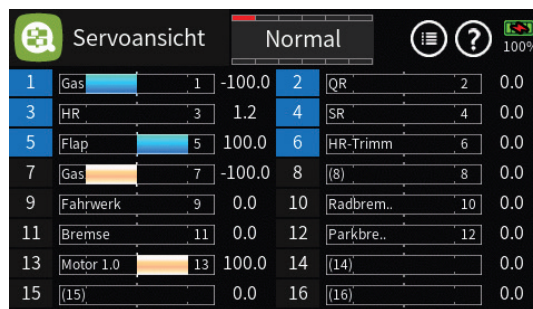 Servoansicht Normal 100%
1 Gas 1 -100.0 2 QR 2 0.0
3 HR 3 1.2 4 SR 4 0.0
5 Flap 5 100.0 6 HR-Trimm 6 0.0
7 Gas 7 -100.0 8 (8) 8 0.0
9 Fahrwerk 9 0.0 10 Radbrem.. 10 0.0
11 Bremse 11 0.0 12 Parkbre.. 12 0.0
13 Motor 1.0 13 100.0 14 (14) 0.0
15 (15) 0.0 16 (16) 0.0